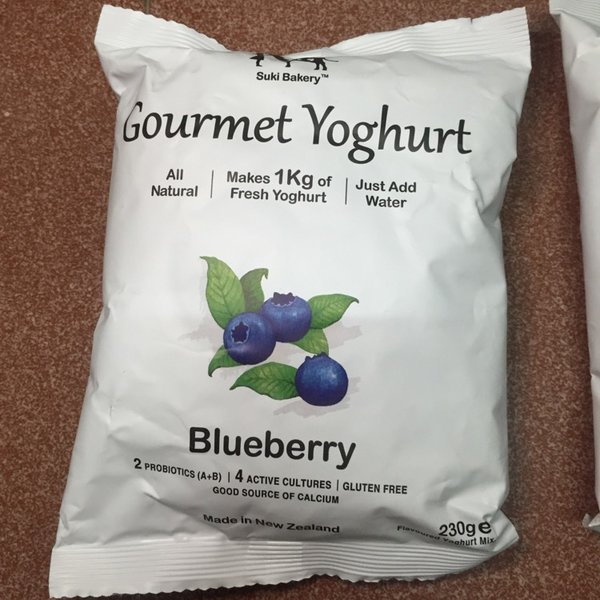 Suki Bakery™
Gourmet Yoghurt
All Natural
Makes 1Kg of Fresh Yoghurt
Just Add Water
Blueberry
2 PROBIOTICS (A+B) | 4 ACTIVE CULTURES | GLUTEN FREE
GOOD SOURCE OF CALCIUM
Made in New Zealand
230g e
Flavoured Yoghurt Mix